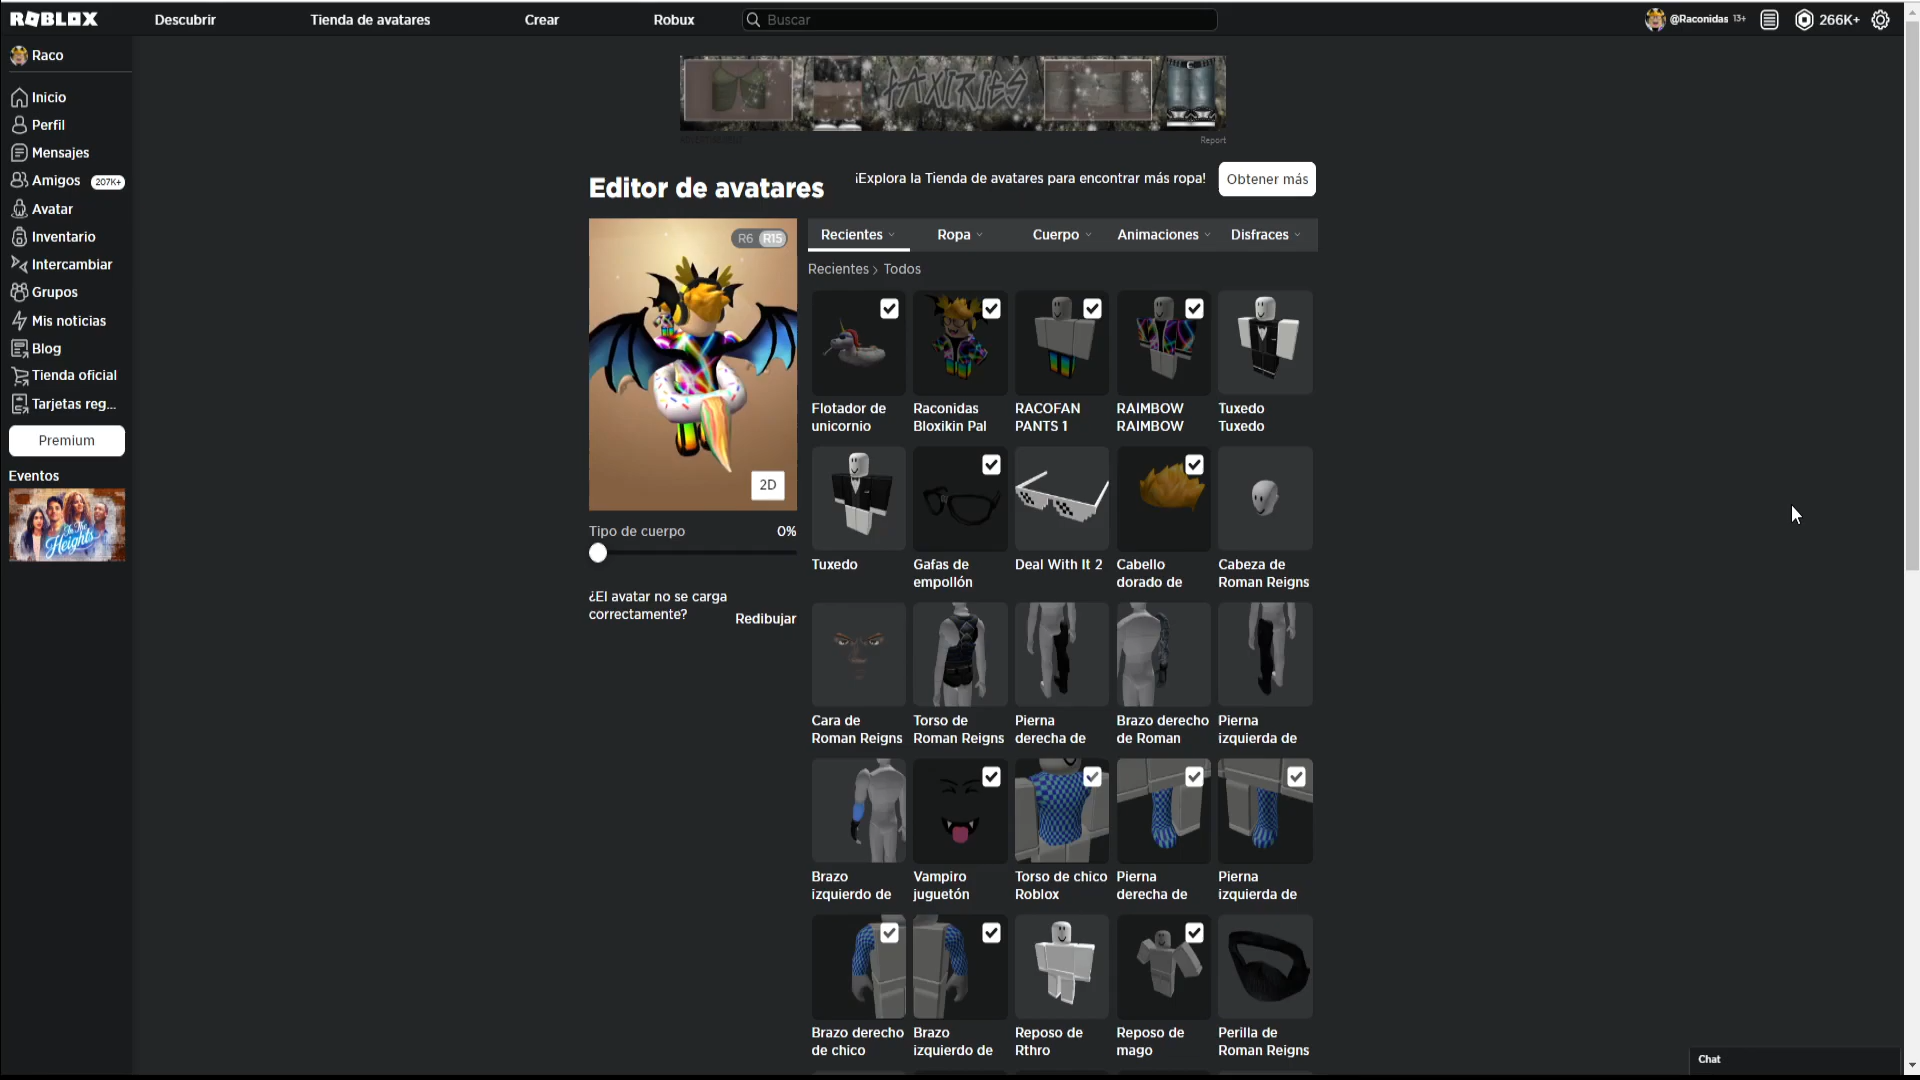 ROBLOX
Descubrir
Tienda de avatares
Crear
Robux
Buscar
@Raconidas 13+
266K+
Raco
Inicio
Perfil
Mensajes
Amigos 207K+
Avatar
Inventario
Intercambiar
Grupos
Mis noticias
Blog
Tienda oficial
Tarjetas reg...
Premium
Eventos
In The
Heights
Report
Editor de avatares
¡Explora la Tienda de avatares para encontrar más ropa!
Obtener más
R6 R15
2D
Tipo de cuerpo 0%
¿El avatar no se carga
correctamente?
Redibujar
Recientes
Ropa
Cuerpo
Animaciones
Disfraces
Recientes > Todos
Flotador de
unicornio
Raconidas
Bloxikin Pal
RACOFAN
PANTS 1
RAIMBOW
RAIMBOW
Tuxedo
Tuxedo
Tuxedo
Gafas de
empollón
Deal With It 2
Cabello
dorado de
Cabeza de
Roman Reigns
Cara de
Roman Reigns
Torso de
Roman Reigns
Pierna
derecha de
Brazo derecho
de Roman
Pierna
izquierda de
Brazo
izquierdo de
Vampiro
juguetón
Torso de chico
Roblox
Pierna
derecha de
Pierna
izquierda de
Brazo derecho
de chico
Brazo
izquierdo de
Reposo de
Rthro
Reposo de
mago
Perilla de
Roman Reigns
Chat